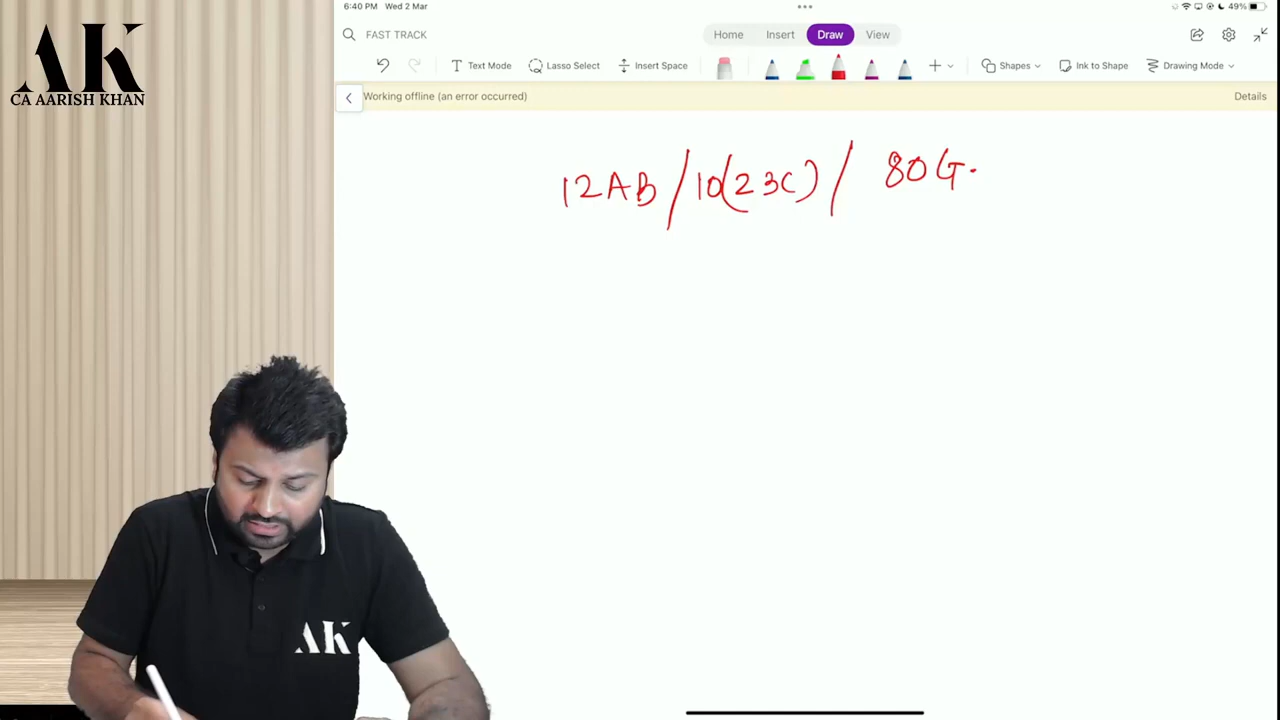 6:40 PM Wed 2 Mar
49%
FAST TRACK
Home Insert Draw View
Text Mode Lasso Select Insert Space Shapes Ink to Shape Drawing Mode
Working offline (an error occurred) Details
AK
CA AARISH KHAN
12AB/10(23C)/ 80G.
AK